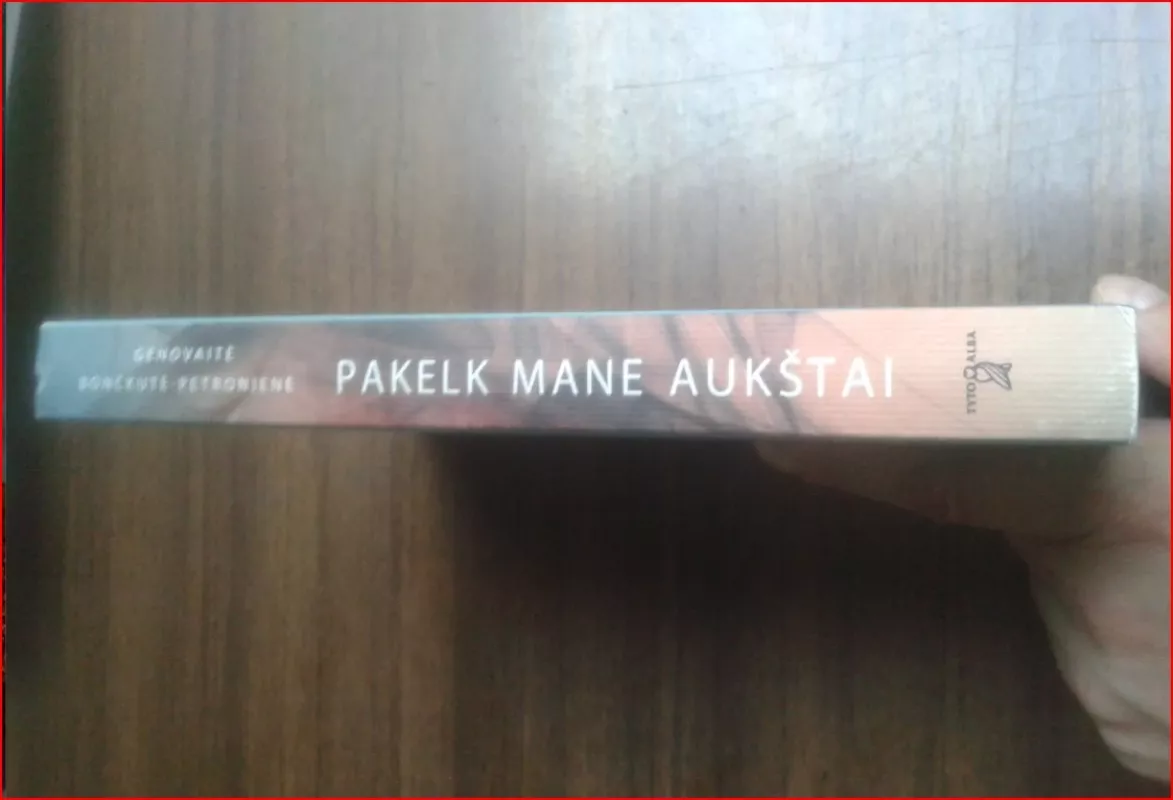 GENOVAITĖ
BONČKUTĖ-PETRONIENĖ
PAKELK MANE AUKŠTAI
TYTO ALBA